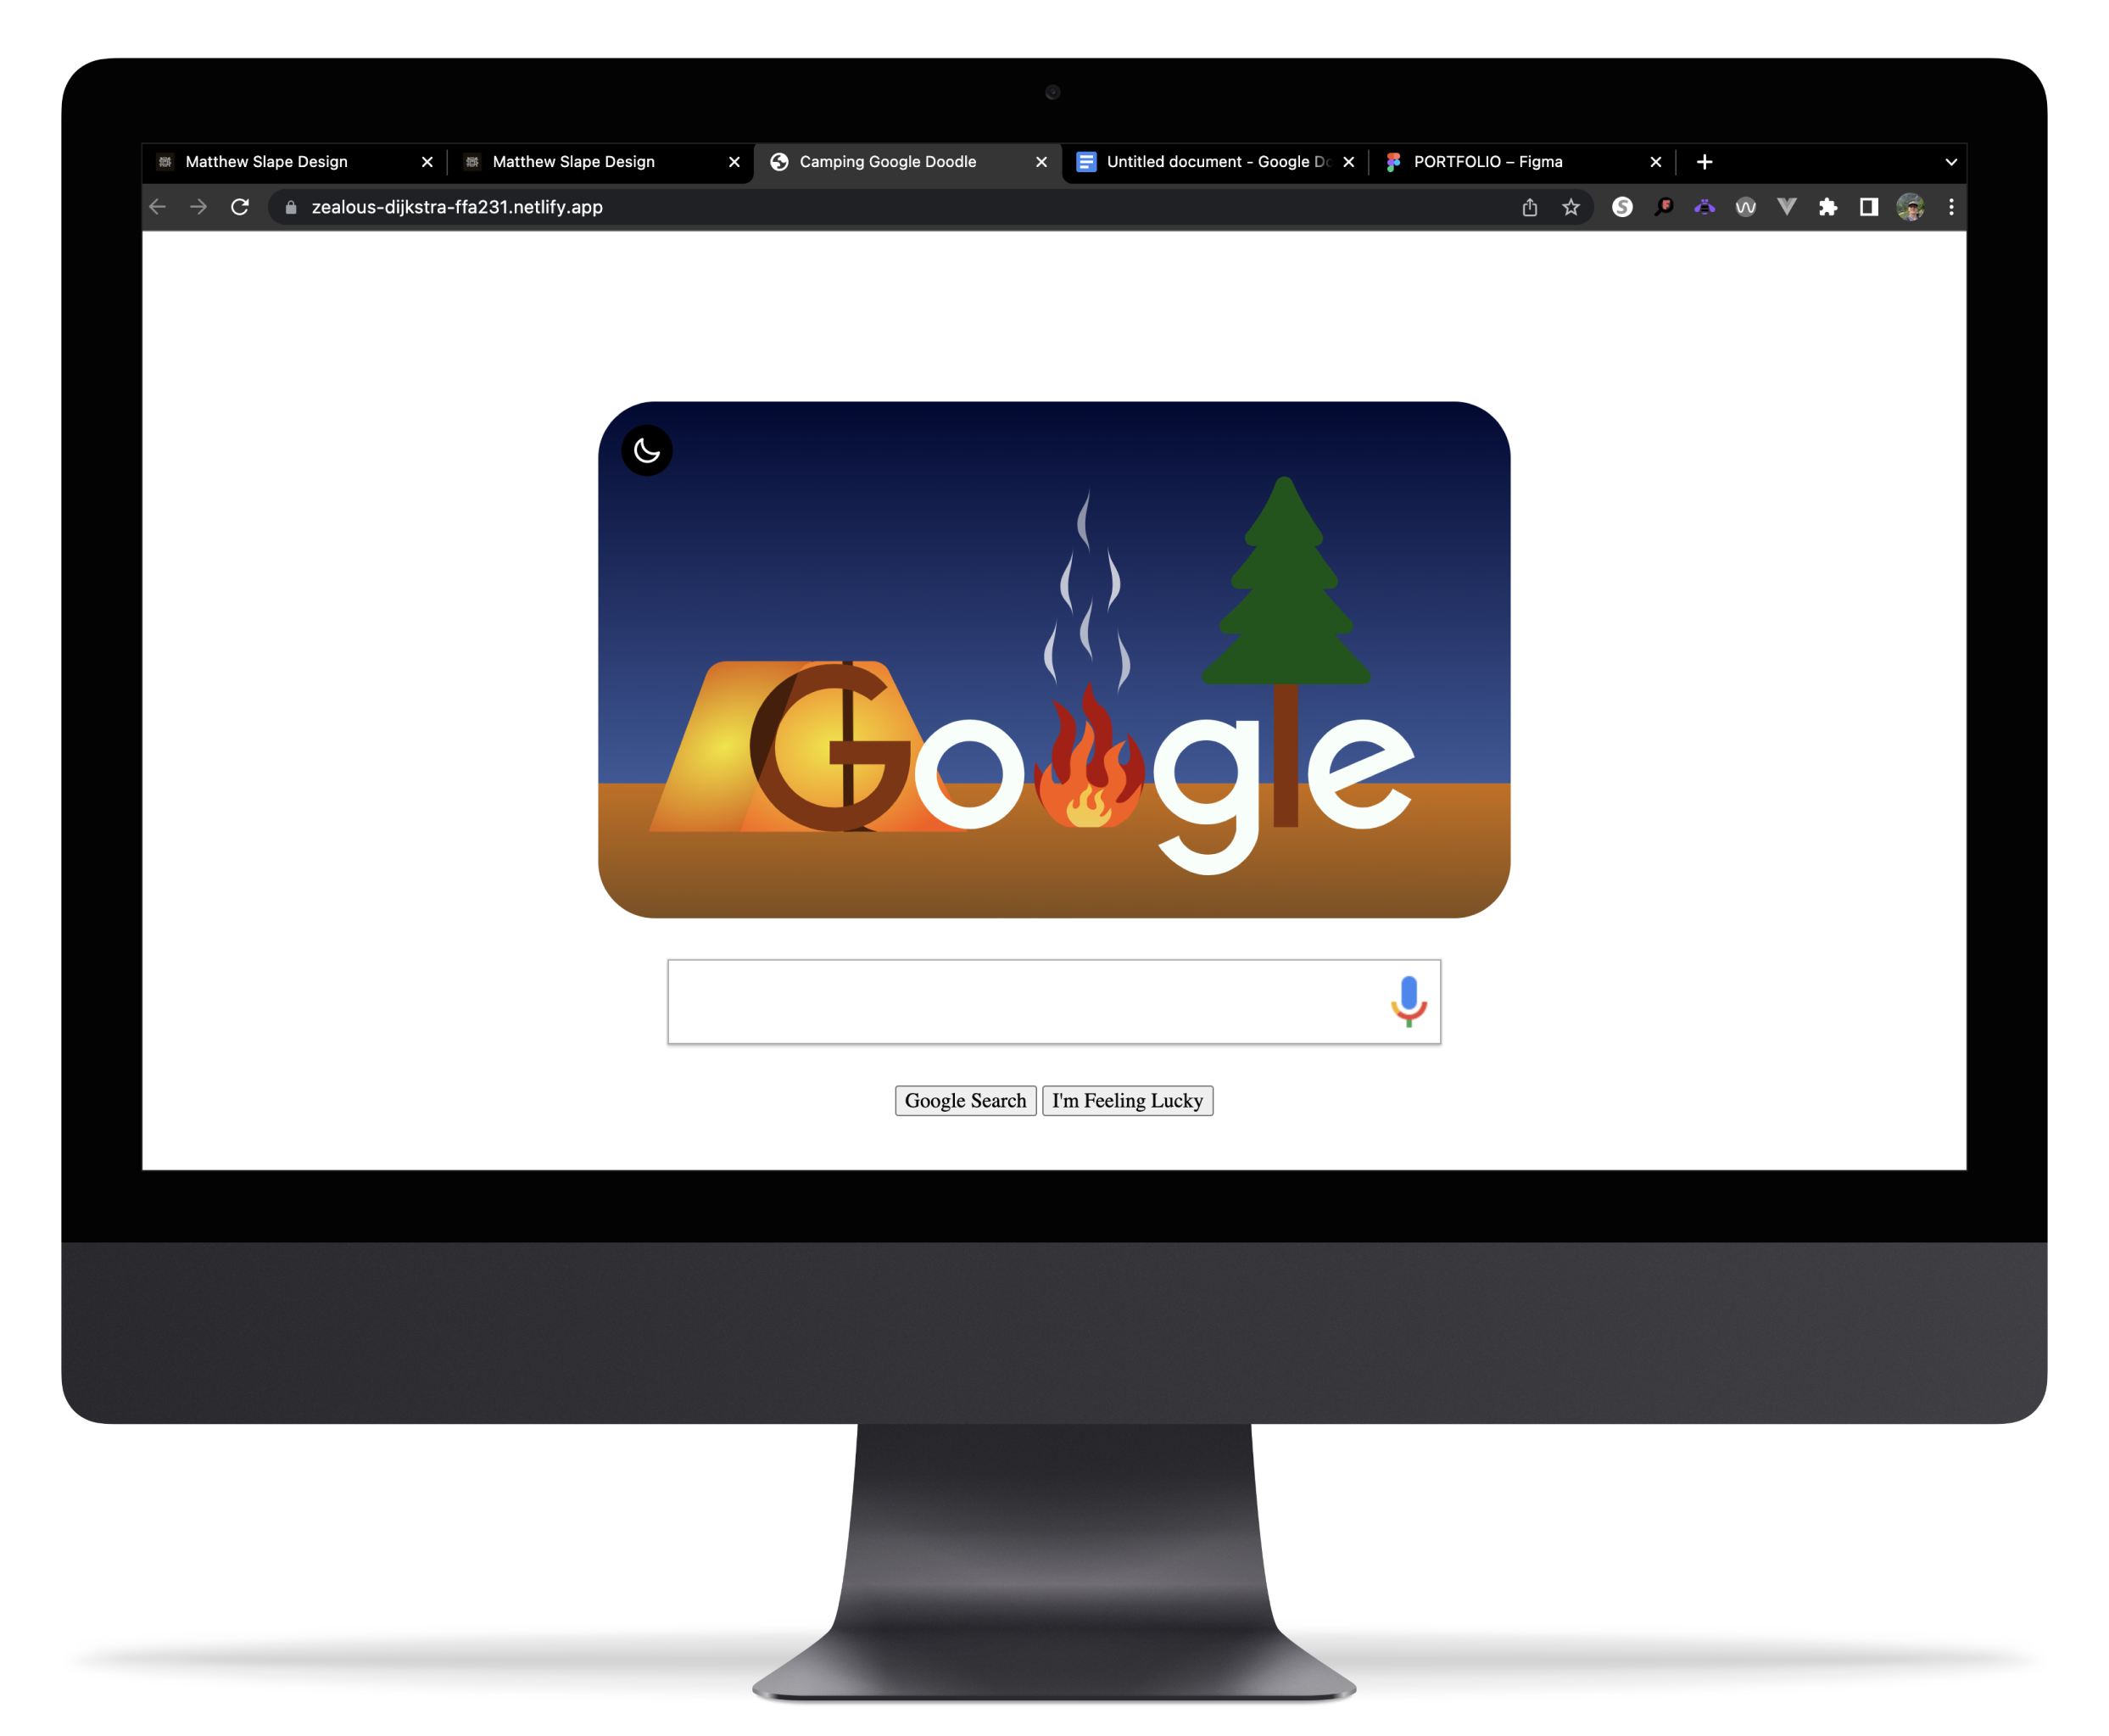 Matthew Slape Design
Matthew Slape Design
Camping Google Doodle
Untitled document - Google Do
PORTFOLIO – Figma
zealous-dijkstra-ffa231.netlify.app
Google
Google Search
I'm Feeling Lucky